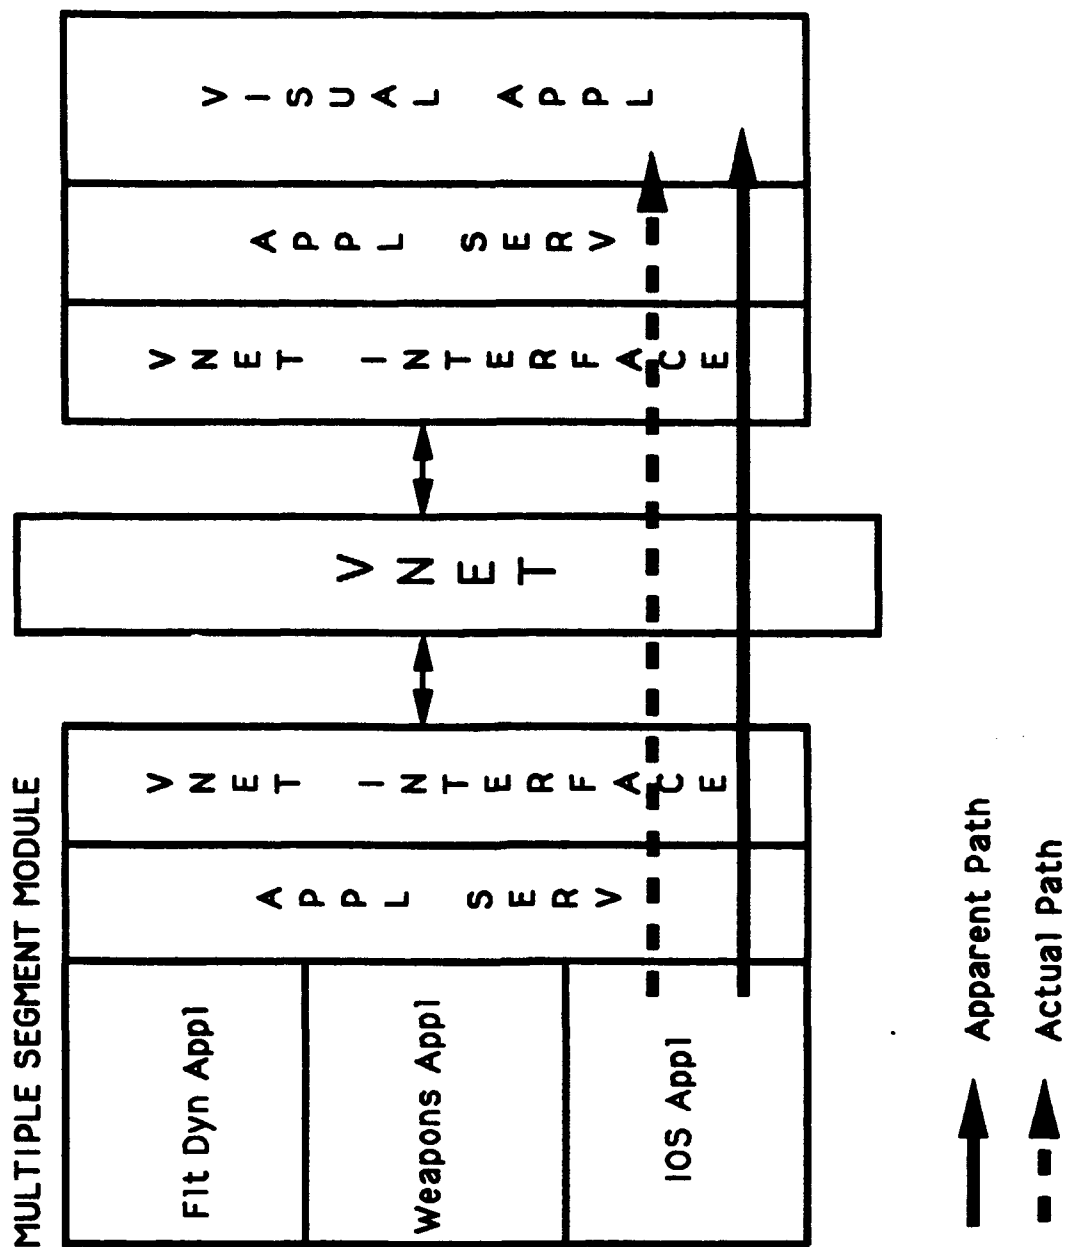 MULTIPLE SEGMENT MODULE
Flt Dyn Appl
Weapons Appl
IOS Appl
APPL SERV
VNET INTERFACE
VNET
VNET INTERFACE
APPL SERV
VISUAL APPL
Apparent Path
Actual Path